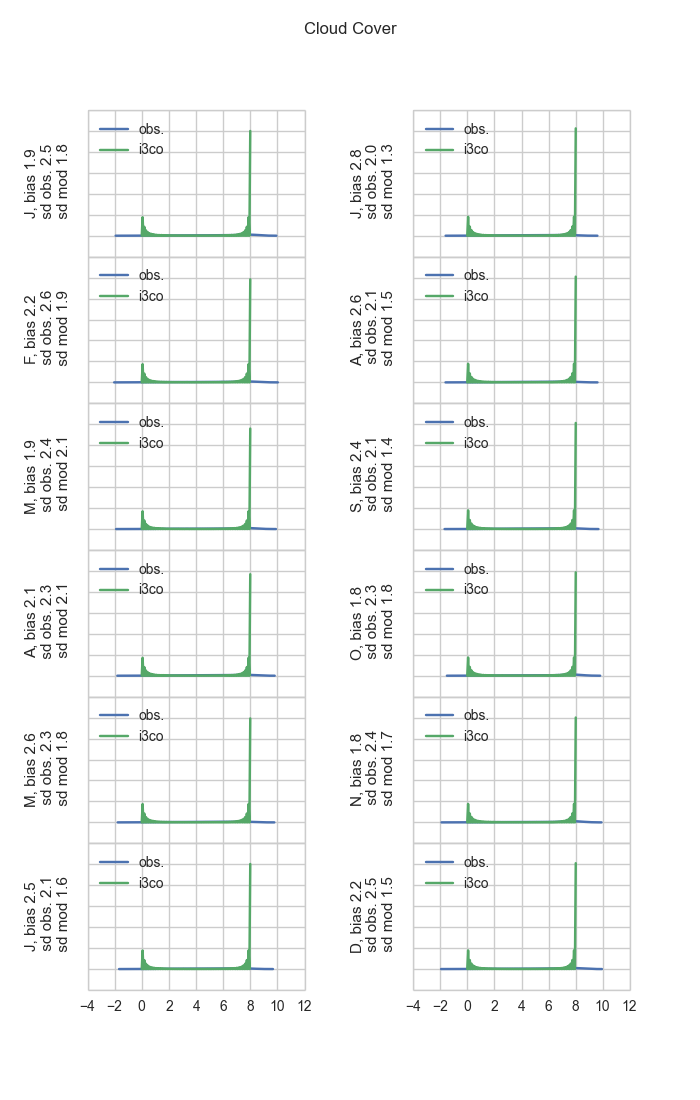 Cloud Cover
J, bias 1.9
sd obs. 2.5
sd mod 1.8
obs.
i3co
J, bias 2.8
sd obs. 2.0
sd mod 1.3
obs.
i3co
F, bias 2.2
sd obs. 2.6
sd mod 1.9
obs.
i3co
A, bias 2.6
sd obs. 2.1
sd mod 1.5
obs.
i3co
M, bias 1.9
sd obs. 2.4
sd mod 2.1
obs.
i3co
S, bias 2.4
sd obs. 2.1
sd mod 1.4
obs.
i3co
A, bias 2.1
sd obs. 2.3
sd mod 2.1
obs.
i3co
O, bias 1.8
sd obs. 2.3
sd mod 1.8
obs.
i3co
M, bias 2.6
sd obs. 2.3
sd mod 1.8
obs.
i3co
N, bias 1.8
sd obs. 2.4
sd mod 1.7
obs.
i3co
J, bias 2.5
sd obs. 2.1
sd mod 1.6
obs.
i3co
D, bias 2.2
sd obs. 2.5
sd mod 1.5
obs.
i3co
−4 −2 0 2 4 6 8 10 12
−4 −2 0 2 4 6 8 10 12